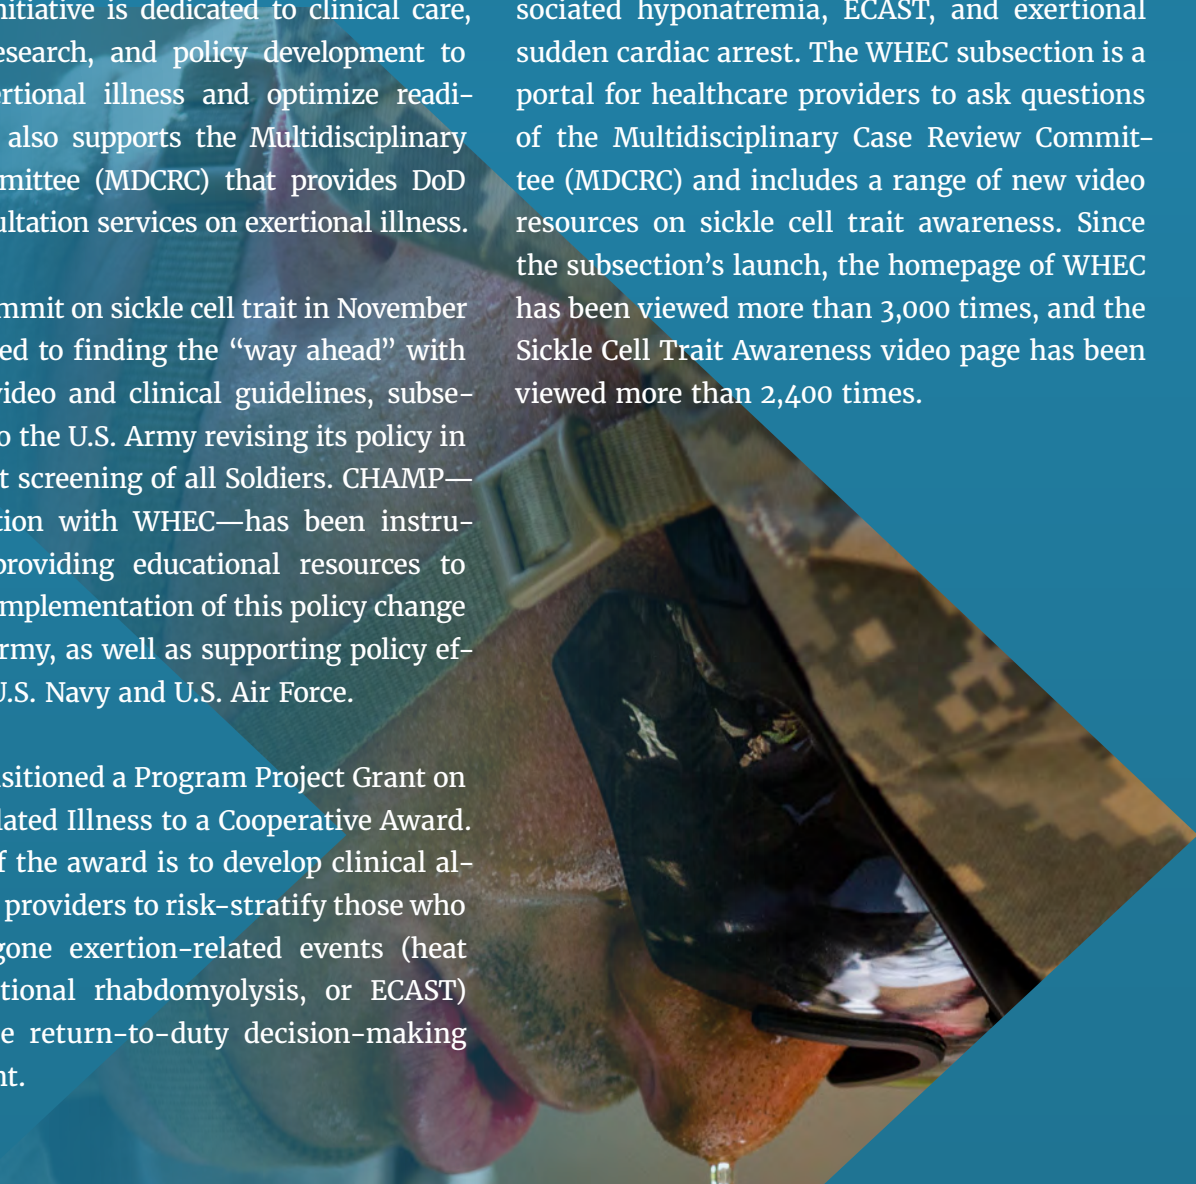 nitiative is dedicated to clinical care,
esearch, and policy development to
ertional illness and optimize readi-
also supports the Multidisciplinary
mittee (MDCRC) that provides DoD
ultation services on exertional illness.
mmit on sickle cell trait in November
ed to finding the “way ahead” with
video and clinical guidelines, subse-
o the U.S. Army revising its policy in
t screening of all Soldiers. CHAMP—
tion with WHEC—has been instru-
providing educational resources to
mplementation of this policy change
rmy, as well as supporting policy ef-
U.S. Navy and U.S. Air Force.
sitioned a Program Project Grant on
lated Illness to a Cooperative Award.
f the award is to develop clinical al-
providers to risk-stratify those who
gone exertion-related events (heat
tional rhabdomyolysis, or ECAST)
e return-to-duty decision-making
nt.
sociated hyponatremia, ECAST, and exertional
sudden cardiac arrest. The WHEC subsection is a
portal for healthcare providers to ask questions
of the Multidisciplinary Case Review Commit-
tee (MDCRC) and includes a range of new video
resources on sickle cell trait awareness. Since
the subsection’s launch, the homepage of WHEC
has been viewed more than 3,000 times, and the
Sickle Cell Trait Awareness video page has been
viewed more than 2,400 times.